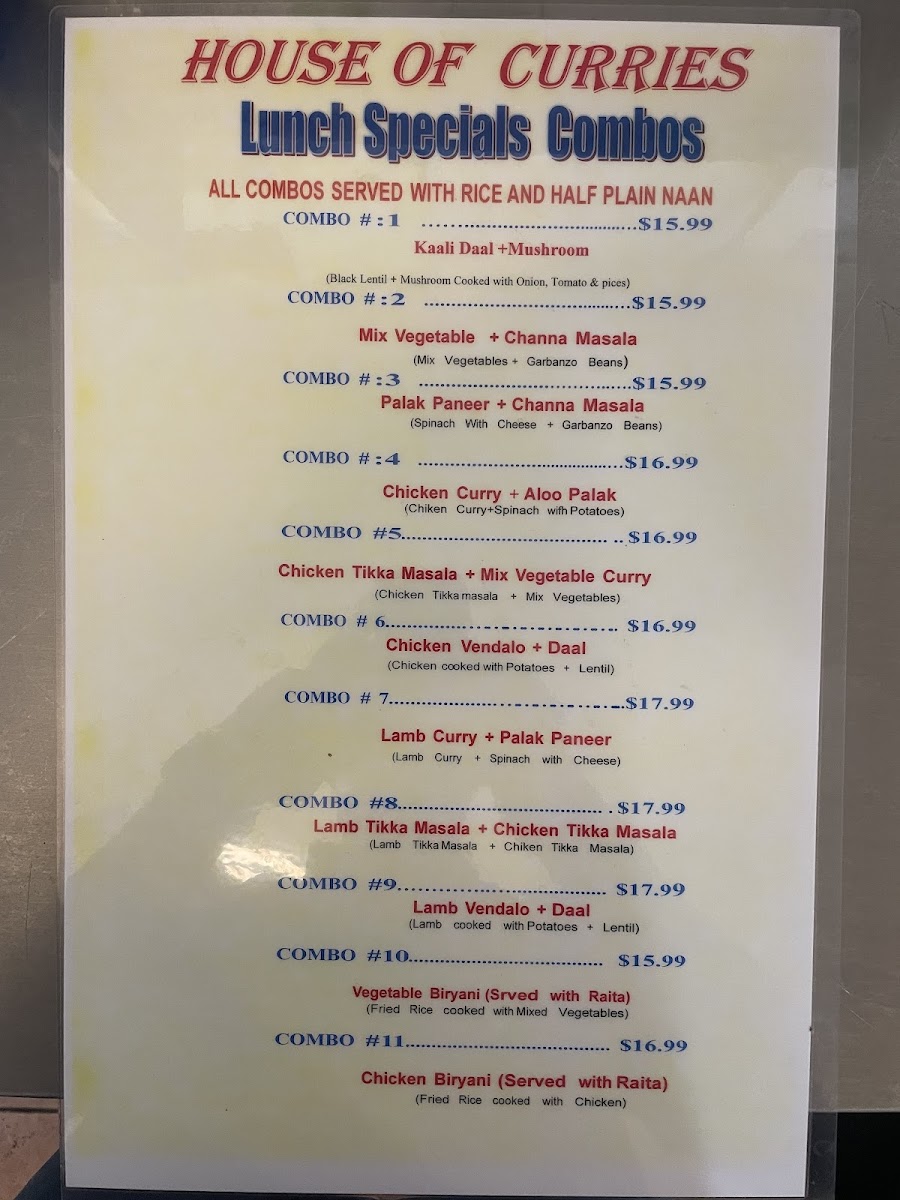 HOUSE OF CURRIES
Lunch Specials Combos
ALL COMBOS SERVED WITH RICE AND HALF PLAIN NAAN
COMBO #:1 .......................................$15.99
Kaali Daal +Mushroom
(Black Lentil + Mushroom Cooked with Onion, Tomato & pices)
COMBO #:2 .......................................$15.99
Mix Vegetable + Channa Masala
(Mix Vegetables + Garbanzo Beans)
COMBO #:3 .......................................$15.99
Palak Paneer + Channa Masala
(Spinach With Cheese + Garbanzo Beans)
COMBO #:4 .......................................$16.99
Chicken Curry + Aloo Palak
(Chiken Curry+Spinach wifh Potatoes)
COMBO #5....................................... ..$16.99
Chicken Tikka Masala + Mix Vegetable Curry
(Chicken Tikka masala + Mix Vegetables)
COMBO # 6....................................... $16.99
Chicken Vendalo + Daal
(Chicken cooked with Potatoes + Lentil)
COMBO # 7.......................................$17.99
Lamb Curry + Palak Paneer
(Lamb Curry + Spinach with Cheese)
COMBO #8....................................... .$17.99
Lamb Tikka Masala + Chicken Tikka Masala
(Lamb Tikka Masala + Chiken Tikka Masala)
COMBO #9....................................... $17.99
Lamb Vendalo + Daal
(Lamb cooked with Potatoes + Lentil)
COMBO #10....................................... $15.99
Vegetable Biryani (Srved with Raita)
(Fried Rice cooked with Mixed Vegetables)
COMBO #11....................................... $16.99
Chicken Biryani (Served with Raita)
(Fried Rice cooked with Chicken)